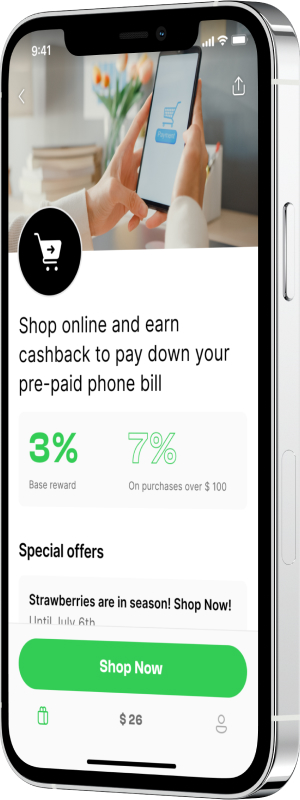 9:41
Shop online and earn
cashback to pay down your
pre-paid phone bill
3% 7%
Base reward On purchases over $ 100
Special offers
Strawberries are in season! Shop Now!
Until July 6th
Shop Now
$ 26